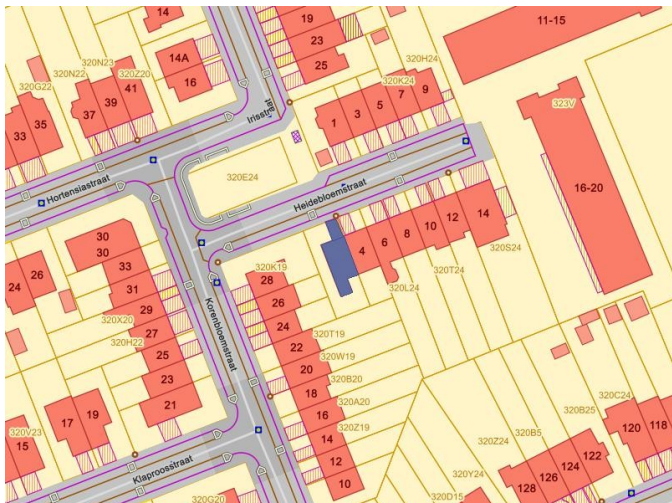 14
19
11-15
14A
23
320H24
320N23
320N22
320Z20
41
16
25
320G22
320K24
7
9
323V
39
5
37
3
35
1
33
Irisstraat
16-20
320E24
Hortensiastraat
Heidebloemstraat
14
12
10
30
8
30
6
4
320S24
33
320K19
24
26
320T24
28
31
320L24
26
29
Korenbloemstraat
320X20
24
27
320T19
320H22
22
25
320W19
20
320B20
23
18
320A20
21
16
320C24
17
19
320Z19
320B25
14
320V23
320B5
120
118
15
12
320Z24
122
124
Klaproosstraat
10
126
320Y24
128
320D15
320G20